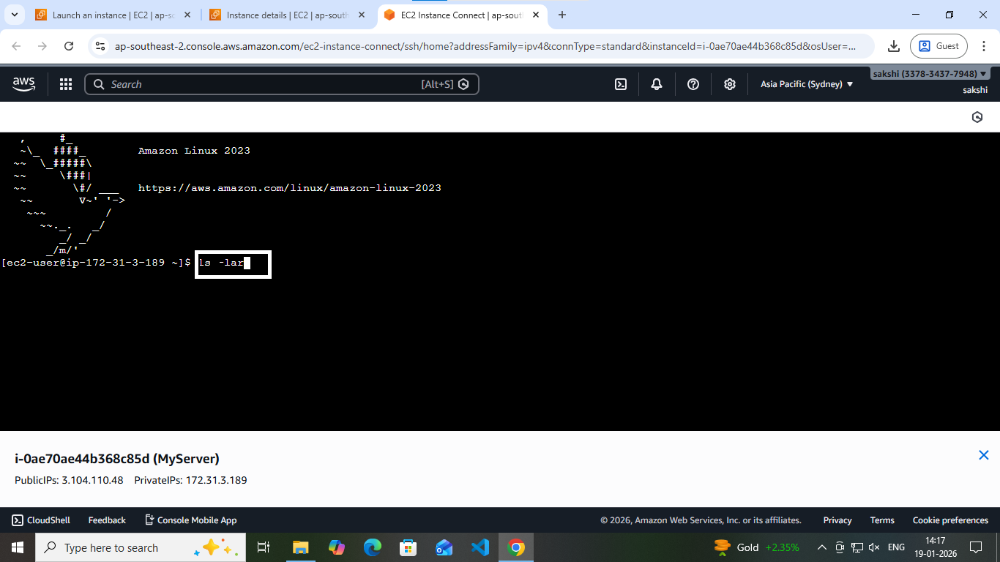 Launch an instance | EC2 | ap-sc
Instance details | EC2 | ap-south
EC2 Instance Connect | ap-sout
ap-southeast-2.console.aws.amazon.com/ec2-instance-connect/ssh/home?addressFamily=ipv4&connType=standard&instanceId=i-0ae70ae44b368c85d&osUser=...
Guest
aws
Search
[Alt+S]
Asia Pacific (Sydney)
sakshi (3378-3437-7948)
sakshi
   ,     #_
   ~\_  ####_        Amazon Linux 2023
  ~~  \_#####\
  ~~     \###|
  ~~       \#/ ___   https://aws.amazon.com/linux/amazon-linux-2023
   ~~       V~' '->
    ~~~         /
      ~~._.   _/
         _/ _/
       _/m/'
[ec2-user@ip-172-31-3-189 ~]$ ls -lar
i-0ae70ae44b368c85d (MyServer)
PublicIPs: 3.104.110.48 PrivateIPs: 172.31.3.189
CloudShell Feedback Console Mobile App © 2026, Amazon Web Services, Inc. or its affiliates. Privacy Terms Cookie preferences
Type here to search
Gold +2.35%
ENG
14:17
19-01-2026